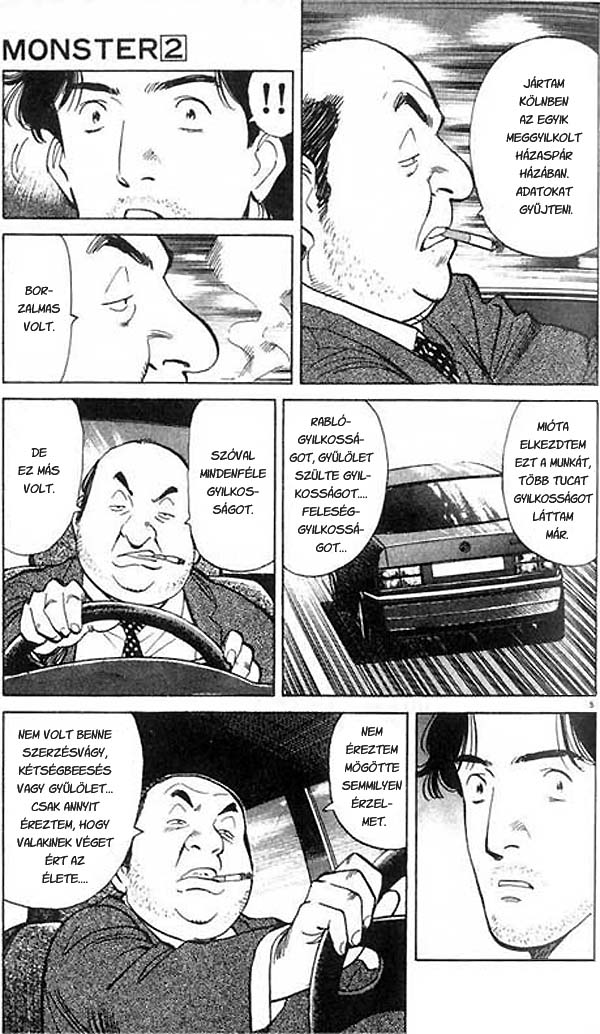 MONSTER2
JÁRTAM
KÖLNBEN
AZ EGYIK
MEGGYILKOLT
HÁZASPÁR
HÁZÁBAN.
ADATOKAT
GYŰJTENI.
!!
BOR-
ZALMAS
VOLT.
MIÓTA
ELKEZDTEM
EZT A MUNKÁT,
TÖBB TUCAT
GYILKOSSÁGOT
LÁTTAM
MÁR.
RABLÓ-
GYILKOSSÁ-
GOT, GYŰLÖLET
SZÜLTE GYIL-
KOSSÁGOT....
FELESÉG-
GYILKOSSÁ-
GOT...
SZÓVAL
MINDENFÉLE
GYILKOS-
SÁGOT.
DE
EZ MÁS
VOLT.
5
NEM
ÉREZTEM
MÖGÖTTE
SEMMILYEN
ÉRZEL-
MET.
NEM VOLT BENNE
SZERZÉSVÁGY,
KÉTSÉGBEESÉS
VAGY GYŰLÖLET...
CSAK ANNYIT
ÉREZTEM, HOGY
VALAKINEK VÉGET
ÉRT AZ
ÉLETE....